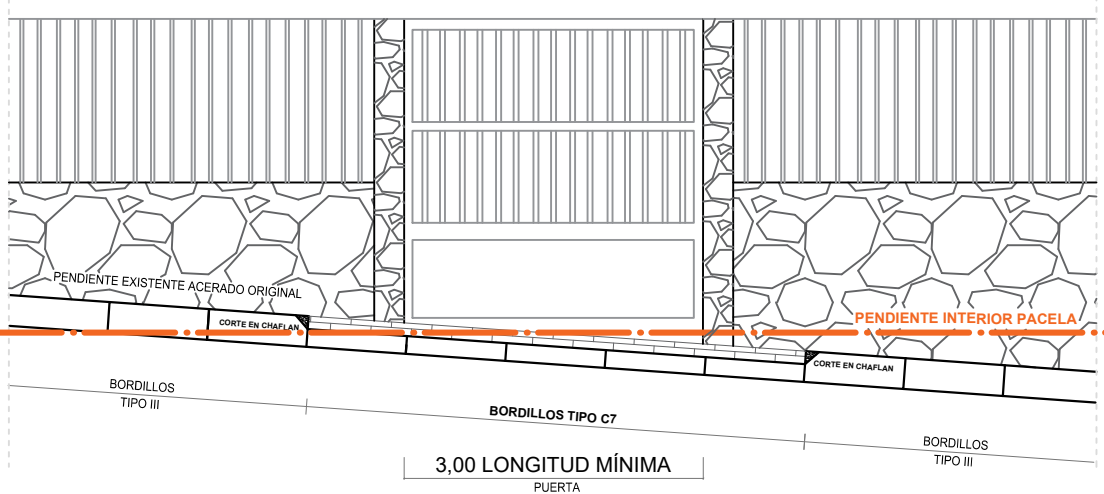 PENDIENTE EXISTENTE ACERADO ORIGINAL
CORTE EN CHAFLAN
PENDIENTE INTERIOR PACELA
CORTE EN CHAFLAN
BORDILLOS
TIPO III
BORDILLOS TIPO C7
BORDILLOS
TIPO III
3,00 LONGITUD MÍNIMA
PUERTA